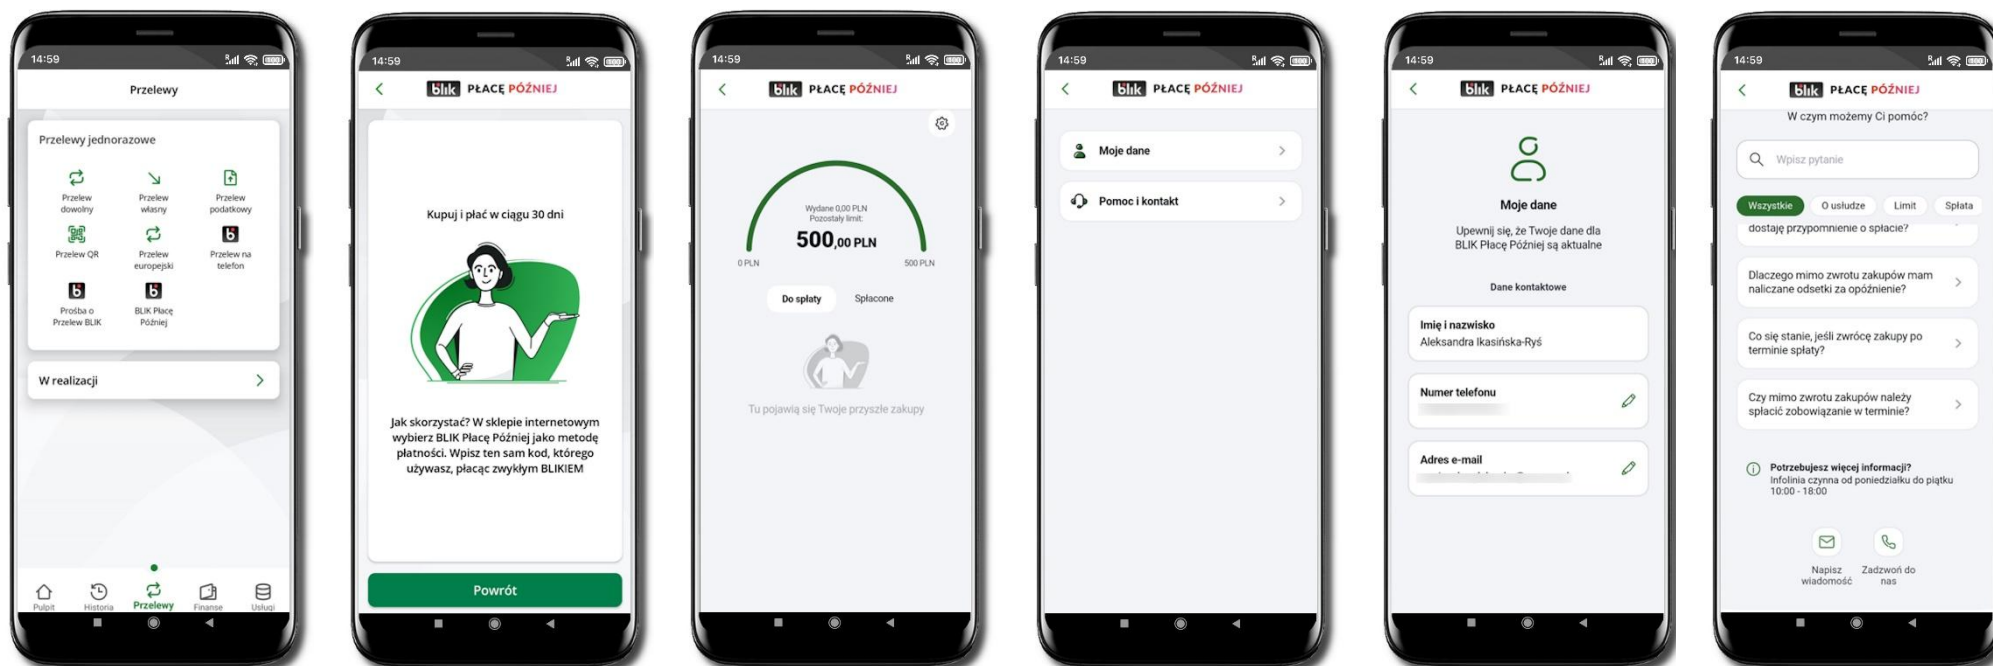 14:59
Przelewy
Przelewy jednorazowe
Przelew
dowolny
Przelew
własny
Przelew
podatkowy
Przelew QR
Przelew
europejski
Przelew na
telefon
Prośba o
Przelew BLIK
BLIK Płacę
Później
W realizacji
Pulpit
Historia
Przelewy
Finanse
Usługi
14:59
blik PŁACĘ PÓŹNIEJ
Kupuj i płać w ciągu 30 dni
Jak skorzystać? W sklepie internetowym
wybierz BLIK Płacę Później jako metodę
płatności. Wpisz ten sam kod, którego
używasz, płacąc zwykłym BLIKIEM
Powrót
14:59
blik PŁACĘ PÓŹNIEJ
Wydane 0,00 PLN
Pozostały limit:
500,00 PLN
0 PLN
500 PLN
Do spłaty
Spłacone
Tu pojawią się Twoje przyszłe zakupy
14:59
blik PŁACĘ PÓŹNIEJ
Moje dane
Pomoc i kontakt
14:59
blik PŁACĘ PÓŹNIEJ
Moje dane
Upewnij się, że Twoje dane dla
BLIK Płacę Później są aktualne
Dane kontaktowe
Imię i nazwisko
Aleksandra Ikasińska-Ryś
Numer telefonu
Adres e-mail
14:59
blik PŁACĘ PÓŹNIEJ
W czym możemy Ci pomóc?
Wpisz pytanie
Wszystkie
O usłudze
Limit
Spłata
dostaję przypomnienie o spłacie?
Dlaczego mimo zwrotu zakupów mam
naliczane odsetki za opóźnienie?
Co się stanie, jeśli zwrócę zakupy po
terminie spłaty?
Czy mimo zwrotu zakupów należy
spłacić zobowiązanie w terminie?
Potrzebujesz więcej informacji?
Infolinia czynna od poniedziałku do piątku
10:00 - 18:00
Napisz
wiadomość
Zadzwoń do
nas